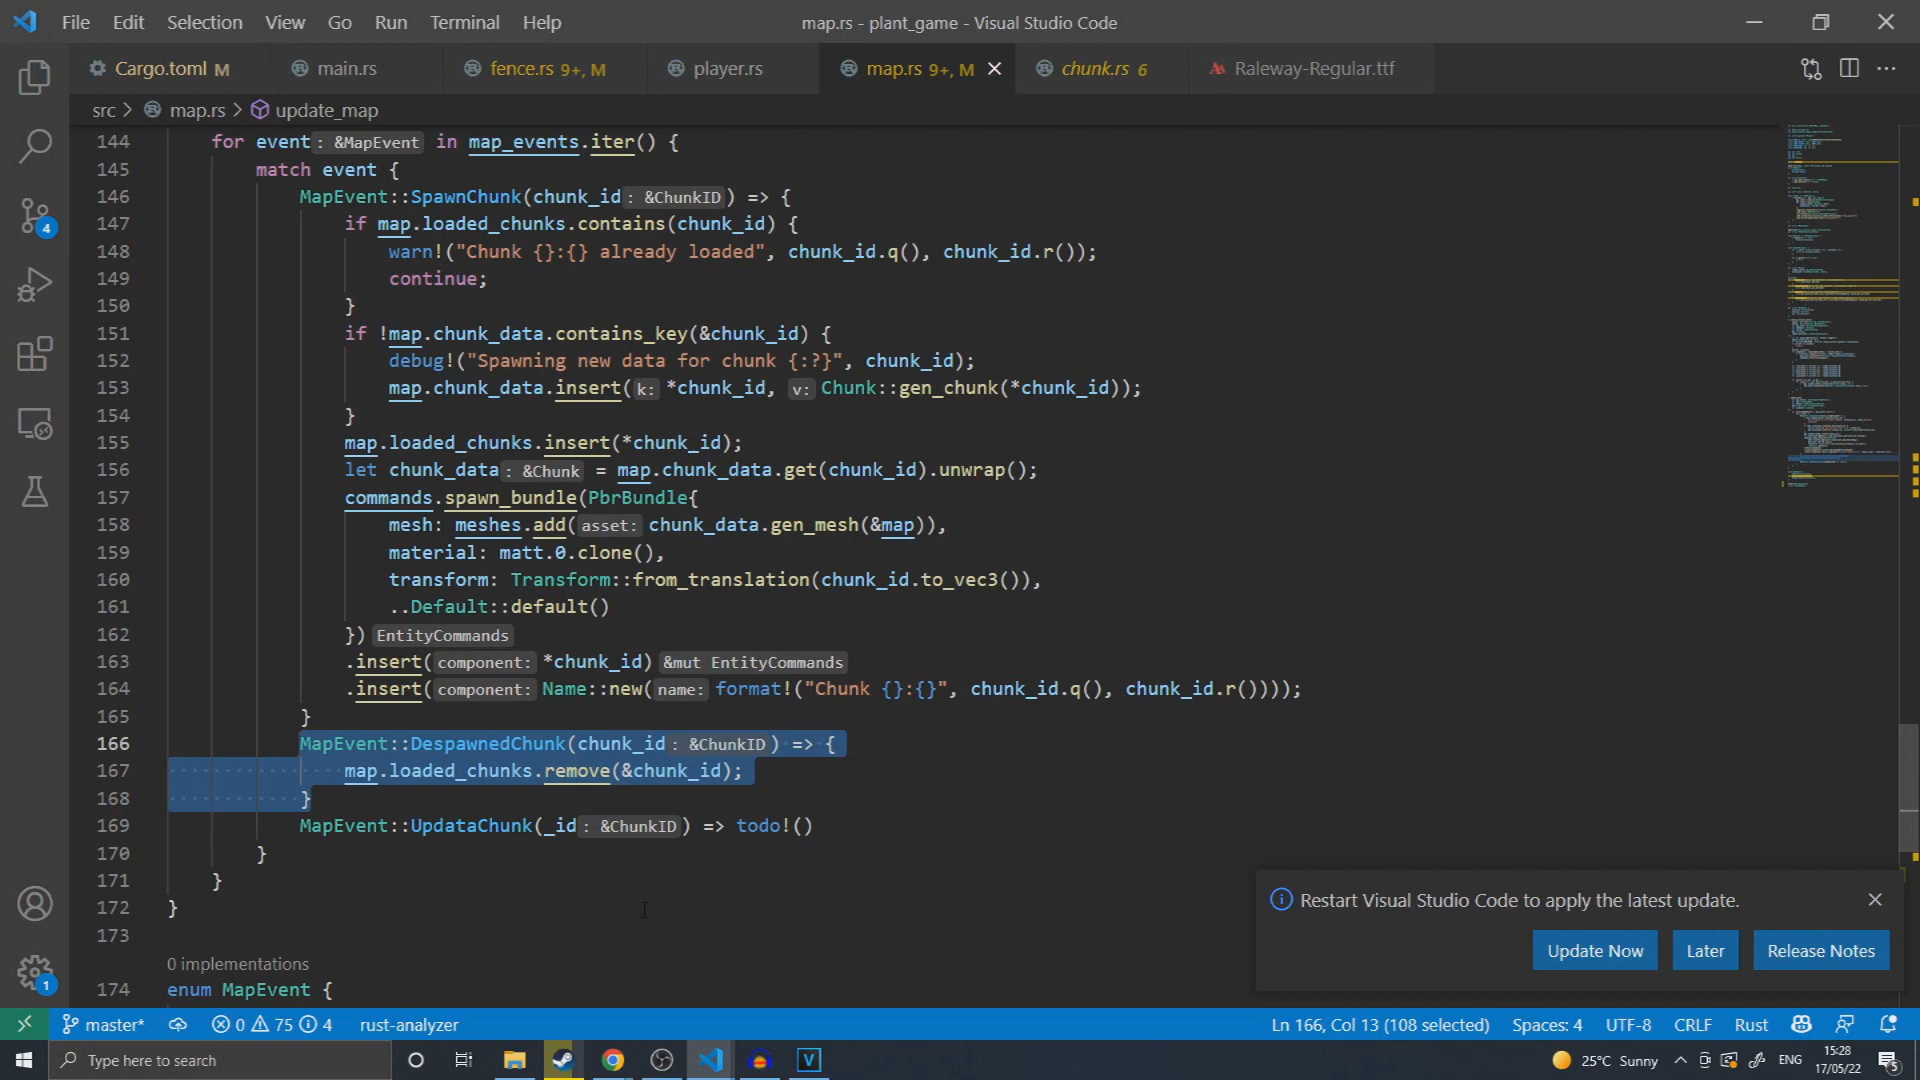 File Edit Selection View Go Run Terminal Help map.rs - plant_game - Visual Studio Code
Cargo.toml M main.rs fence.rs 9+, M player.rs map.rs 9+, M chunk.rs 6 Raleway-Regular.ttf
src > map.rs > update_map
144 for event: &MapEvent in map_events.iter() {
145 match event {
146 MapEvent::SpawnChunk(chunk_id: &ChunkID) => {
147 if map.loaded_chunks.contains(chunk_id) {
148 warn!("Chunk {}:{} already loaded", chunk_id.q(), chunk_id.r());
149 continue;
150 }
151 if !map.chunk_data.contains_key(&chunk_id) {
152 debug!("Spawning new data for chunk {:?}", chunk_id);
153 map.chunk_data.insert(k: *chunk_id, v: Chunk::gen_chunk(*chunk_id));
154 }
155 map.loaded_chunks.insert(*chunk_id);
156 let chunk_data: &Chunk = map.chunk_data.get(chunk_id).unwrap();
157 commands.spawn_bundle(PbrBundle{
158 mesh: meshes.add(asset: chunk_data.gen_mesh(&map)),
159 material: matt.0.clone(),
160 transform: Transform::from_translation(chunk_id.to_vec3()),
161 ..Default::default()
162 }) EntityCommands
163 .insert(component: *chunk_id) &mut EntityCommands
164 .insert(component: Name::new(name: format!("Chunk {}:{}", chunk_id.q(), chunk_id.r())));
165 }
166 MapEvent::DespawnedChunk(chunk_id: &ChunkID) => {
167 map.loaded_chunks.remove(&chunk_id);
168 }
169 MapEvent::UpdataChunk(_id: &ChunkID) => todo!()
170 }
171 }
172 }
173
0 implementations
174 enum MapEvent {
4
1
Restart Visual Studio Code to apply the latest update.
Update Now Later Release Notes
master* 0 75 4 rust-analyzer Ln 166, Col 13 (108 selected) Spaces: 4 UTF-8 CRLF Rust
Type here to search V 25°C Sunny ENG 15:28
17/05/22 5